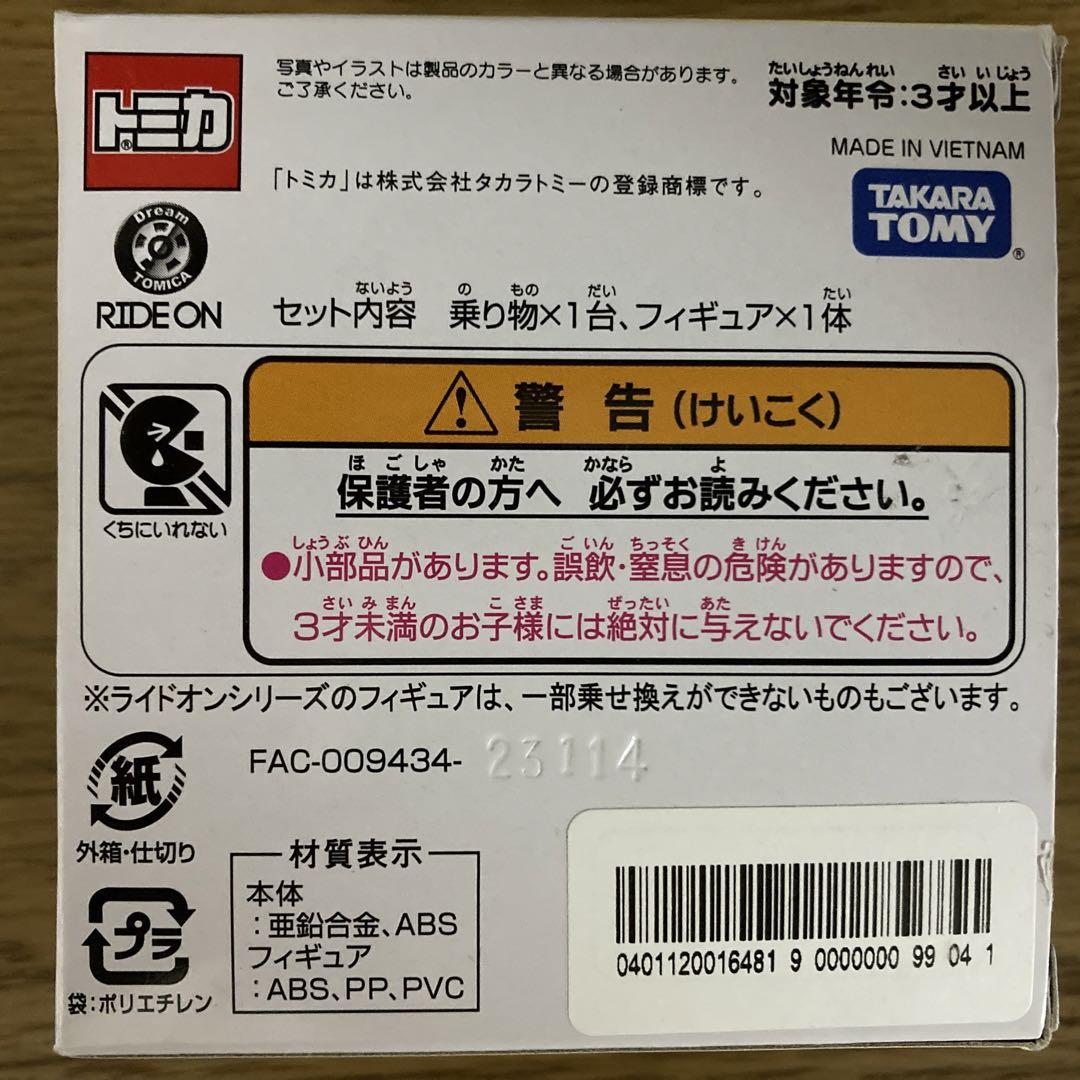 トミカ®
写真やイラストは製品のカラーと異なる場合があります。
ご了承ください。
たいしょうねんれい さい いじょう
対象年令:3才以上
MADE IN VIETNAM
「トミカ」は株式会社タカラトミーの登録商標です。
TAKARA
TOMY®
Dream
TOMICA
RIDE ON
ないよう の もの だい たい
セット内容 乗り物×1台、フィギュア×1体
警告(けいこく)
ほごしゃ かた かなら よ
保護者の方へ 必ずお読みください。
くちにいれない
しょうぶひん ごいん ちっそく きけん
●小部品があります。誤飲・窒息の危険がありますので、
さいみまん こさま ぜったい あた
3才未満のお子様には絶対に与えないでください。
※ライドオンシリーズのフィギュアは、一部乗せ換えができないものもございます。
紙
外箱・仕切り
FAC-009434- 23114
材質表示
本体
:亜鉛合金、ABS
フィギュア
:ABS、PP、PVC
プラ
袋:ポリエチレン
0401120016481 9 0000000 99 04 1